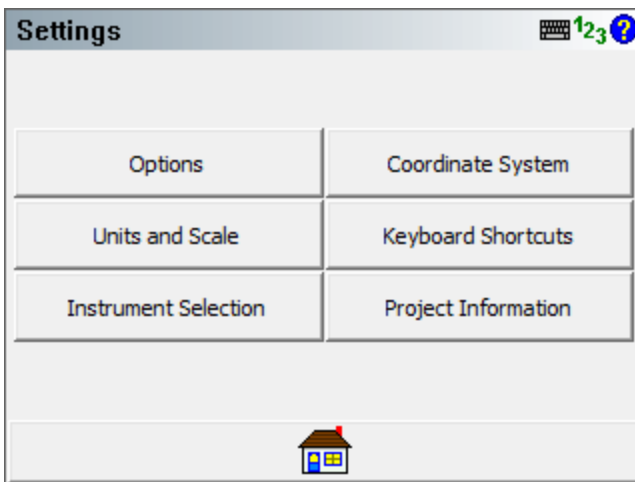 Settings
123 ?
Options
Coordinate System
Units and Scale
Keyboard Shortcuts
Instrument Selection
Project Information